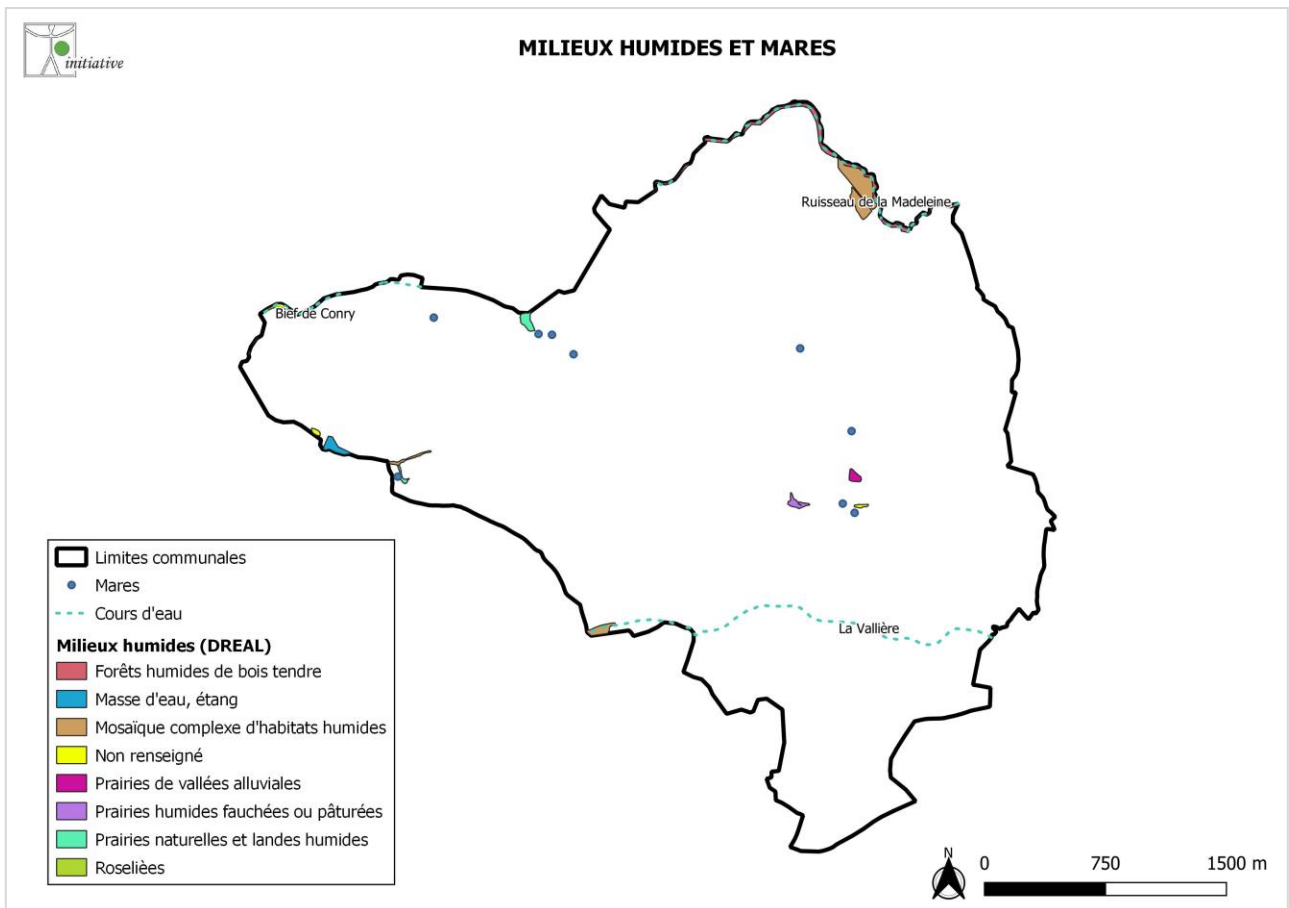 initiative
MILIEUX HUMIDES ET MARES
Ruisseau de la Madeleine
Bief de Conry
La Vallière
Limites communales
Mares
Cours d'eau
Milieux humides (DREAL)
Forêts humides de bois tendre
Masse d'eau, étang
Mosaïque complexe d'habitats humides
Non renseigné
Prairies de vallées alluviales
Prairies humides fauchées ou pâturées
Prairies naturelles et landes humides
Roselièes
N
0 750 1500 m